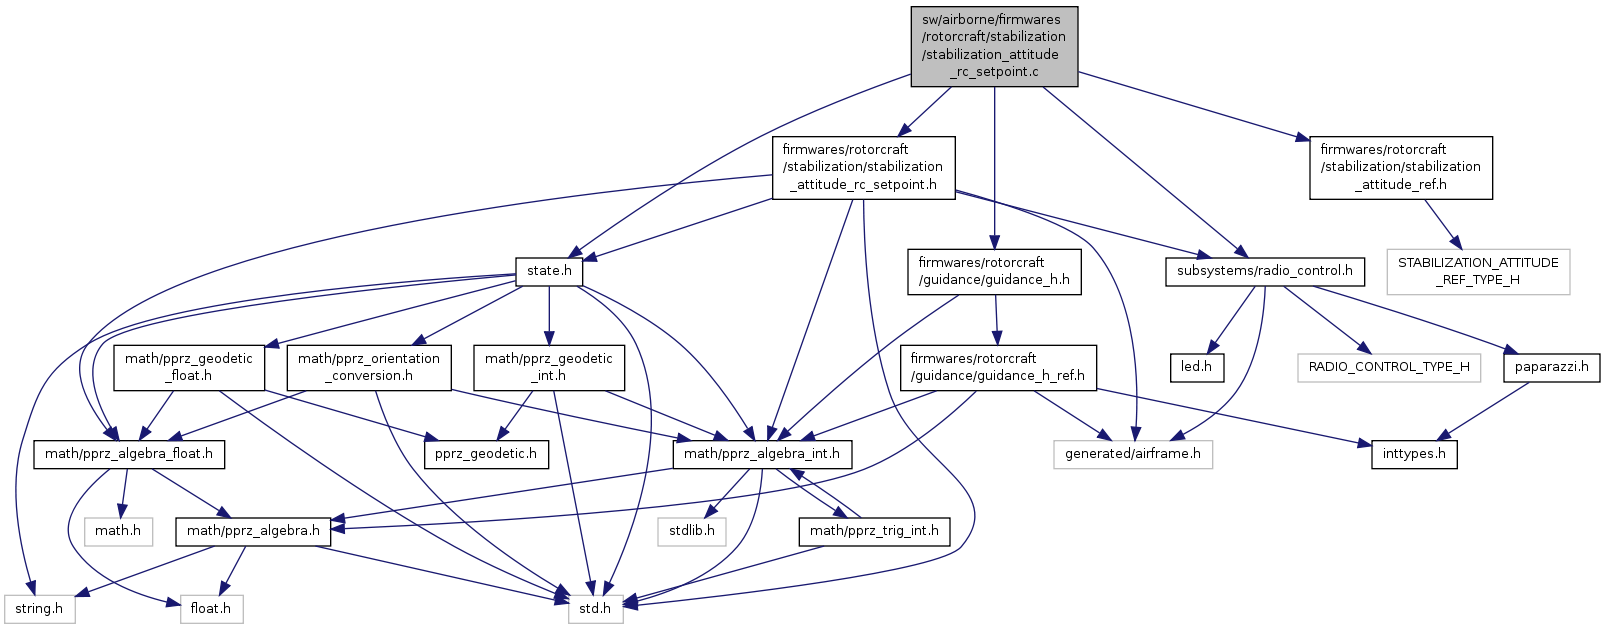 sw/airborne/firmwares
/rotorcraft/stabilization
/stabilization_attitude
_rc_setpoint.c
firmwares/rotorcraft
/stabilization/stabilization
_attitude_rc_setpoint.h
firmwares/rotorcraft
/stabilization/stabilization
_attitude_ref.h
state.h
firmwares/rotorcraft
/guidance/guidance_h.h
subsystems/radio_control.h
STABILIZATION_ATTITUDE
_REF_TYPE_H
math/pprz_geodetic
_float.h
math/pprz_orientation
_conversion.h
math/pprz_geodetic
_int.h
firmwares/rotorcraft
/guidance/guidance_h_ref.h
led.h
RADIO_CONTROL_TYPE_H
paparazzi.h
math/pprz_algebra_float.h
pprz_geodetic.h
math/pprz_algebra_int.h
generated/airframe.h
inttypes.h
math.h
math/pprz_algebra.h
stdlib.h
math/pprz_trig_int.h
string.h
float.h
std.h